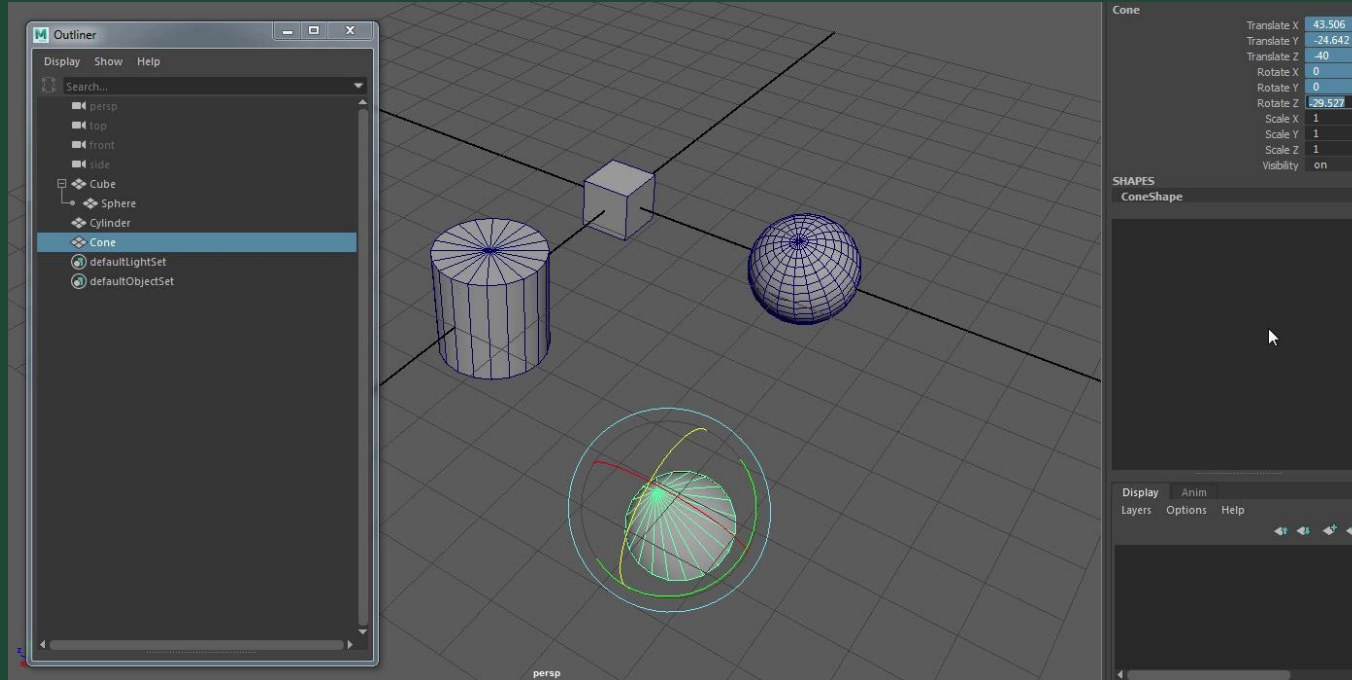 Outliner
Display Show Help
Search...
persp
top
front
side
Cube
Sphere
Cylinder
Cone
defaultLightSet
defaultObjectSet
persp
Cone
Translate X 43.506
Translate Y -24.642
Translate Z -40
Rotate X 0
Rotate Y 0
Rotate Z -29.527
Scale X 1
Scale Y 1
Scale Z 1
Visibility on
SHAPES
ConeShape
Display Anim
Layers Options Help